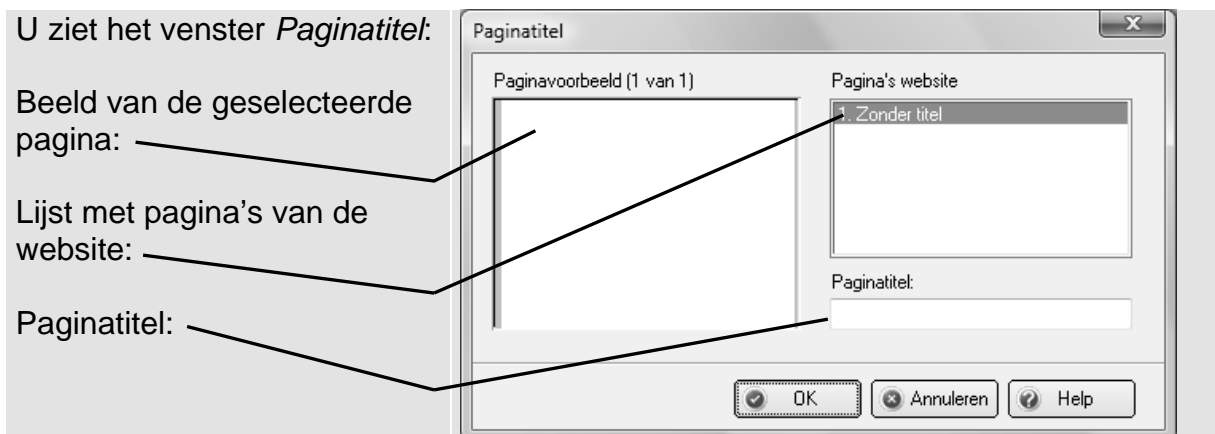 U ziet het venster Paginatitel:
Beeld van de geselecteerde
pagina:
Lijst met pagina's van de
website:
Paginatitel:
Paginatitel
Paginavoorbeeld (1 van 1)
Pagina's website
1. Zonder titel
Paginatitel:
OK
Annuleren
Help